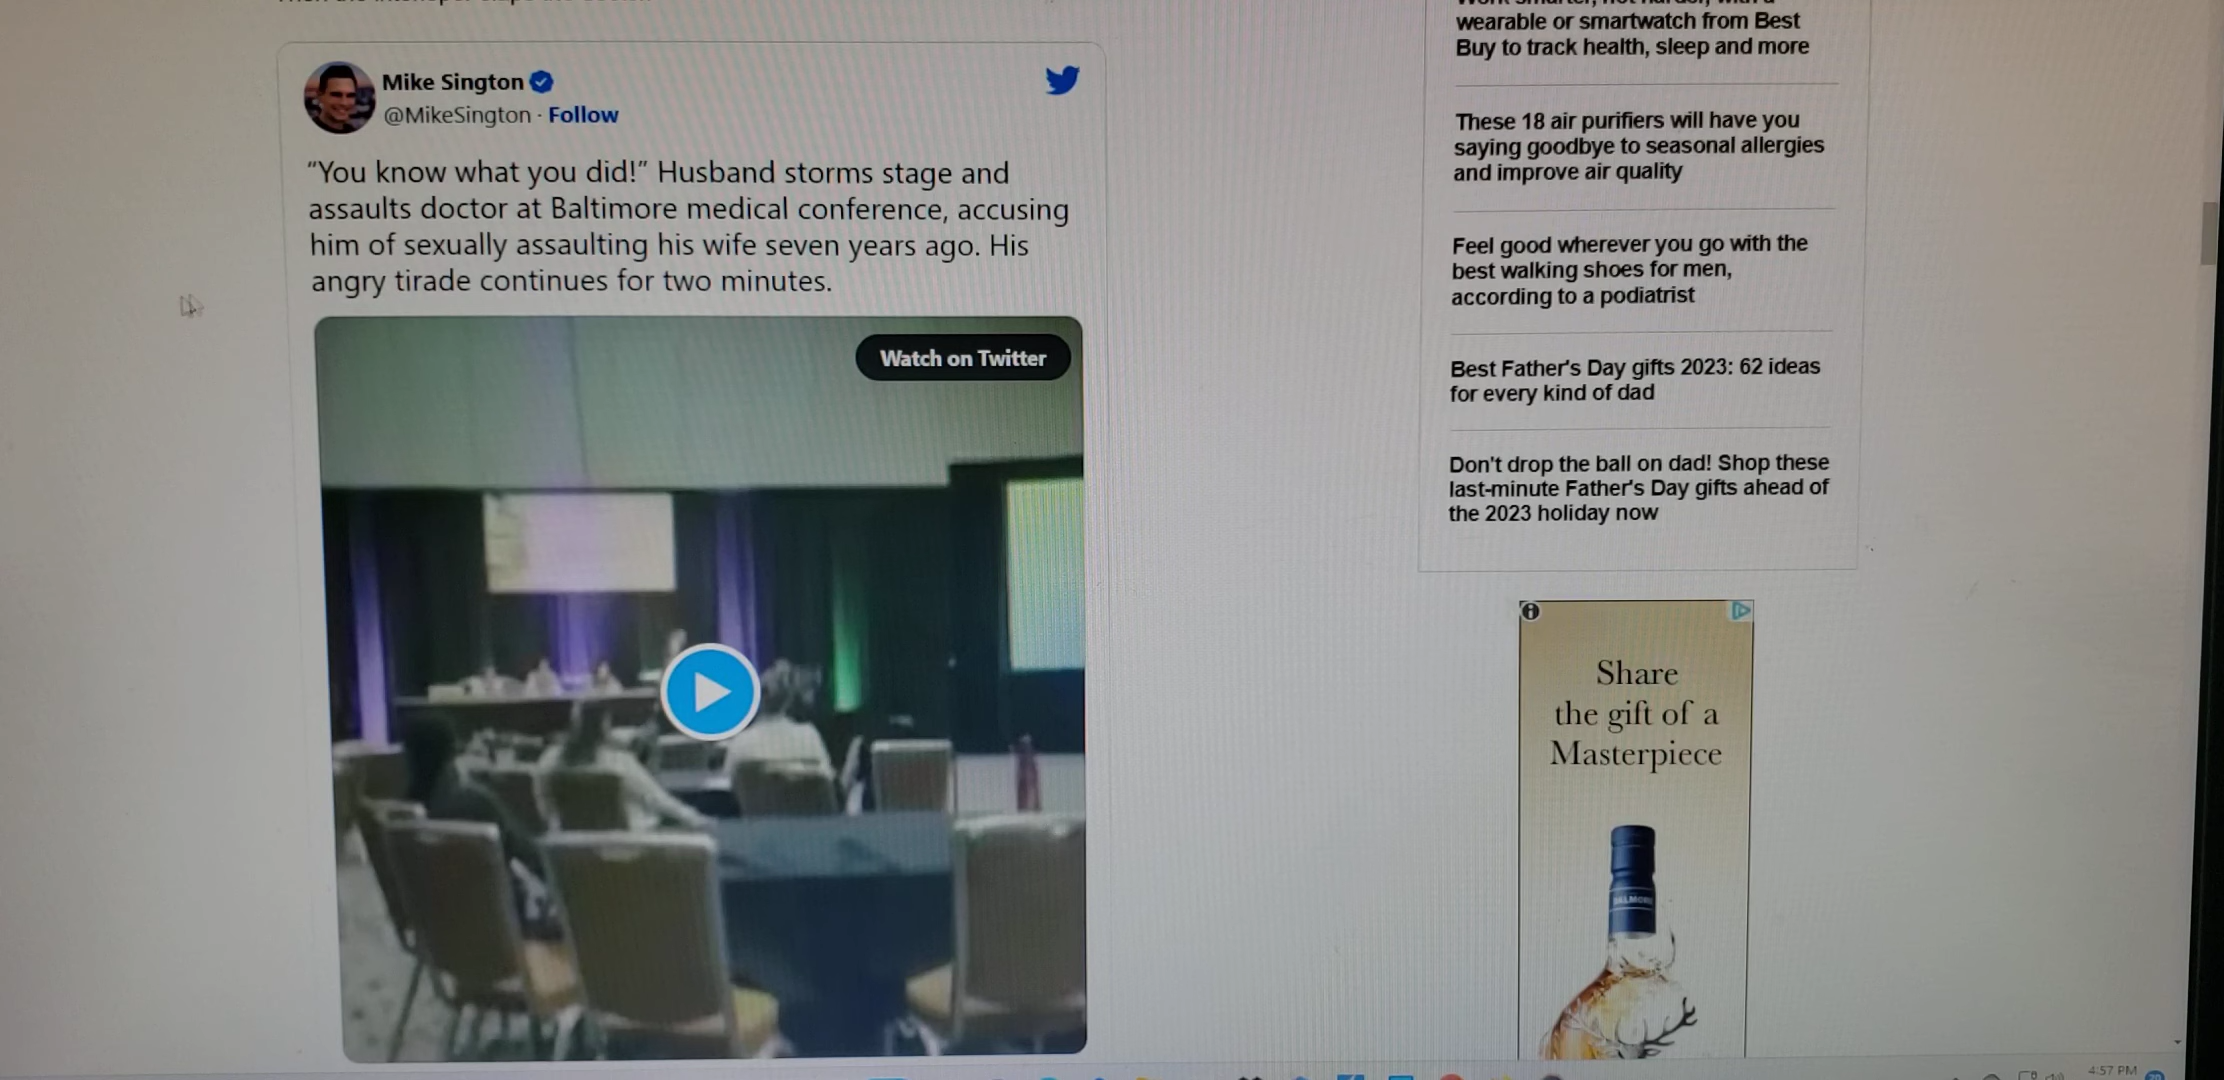 Mike Sington
@MikeSington · Follow
“You know what you did!” Husband storms stage and
assaults doctor at Baltimore medical conference, accusing
him of sexually assaulting his wife seven years ago. His
angry tirade continues for two minutes.
Watch on Twitter
wearable or smartwatch from Best
Buy to track health, sleep and more
These 18 air purifiers will have you
saying goodbye to seasonal allergies
and improve air quality
Feel good wherever you go with the
best walking shoes for men,
according to a podiatrist
Best Father's Day gifts 2023: 62 ideas
for every kind of dad
Don't drop the ball on dad! Shop these
last-minute Father's Day gifts ahead of
the 2023 holiday now
Share
the gift of a
Masterpiece
4:57 PM